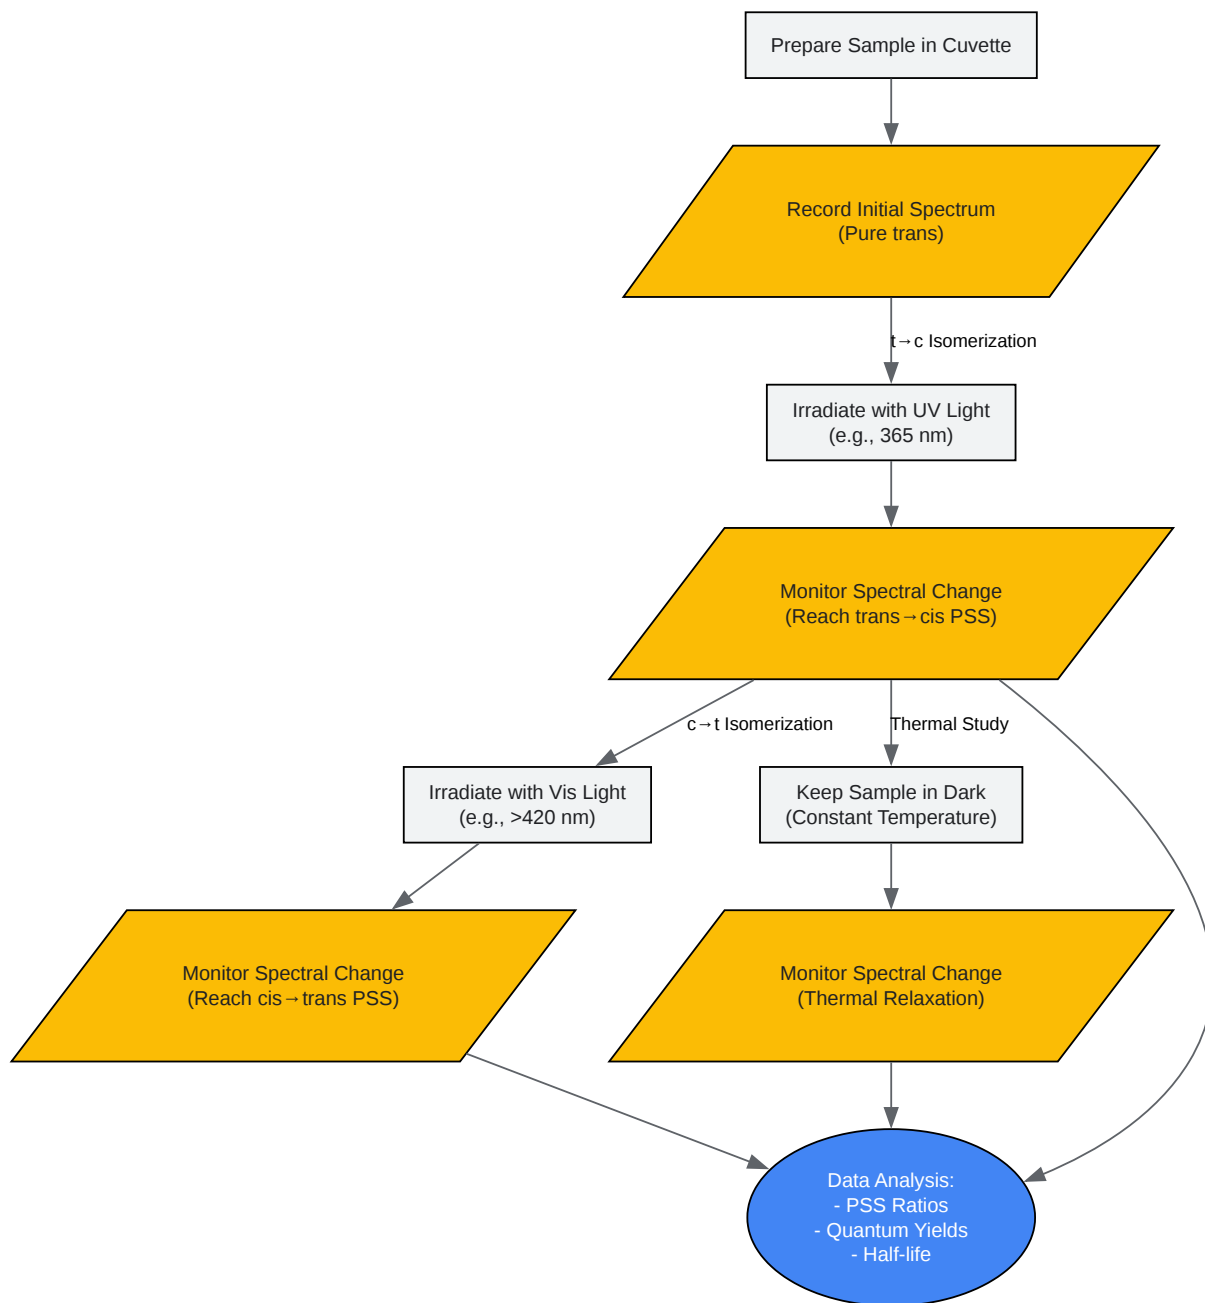 Prepare Sample in Cuvette
Record Initial Spectrum
(Pure trans)
t→c Isomerization
Irradiate with UV Light
(e.g., 365 nm)
Monitor Spectral Change
(Reach trans→cis PSS)
c→t Isomerization
Thermal Study
Irradiate with Vis Light
(e.g., >420 nm)
Keep Sample in Dark
(Constant Temperature)
Monitor Spectral Change
(Reach cis→trans PSS)
Monitor Spectral Change
(Thermal Relaxation)
Data Analysis:
- PSS Ratios
- Quantum Yields
- Half-life